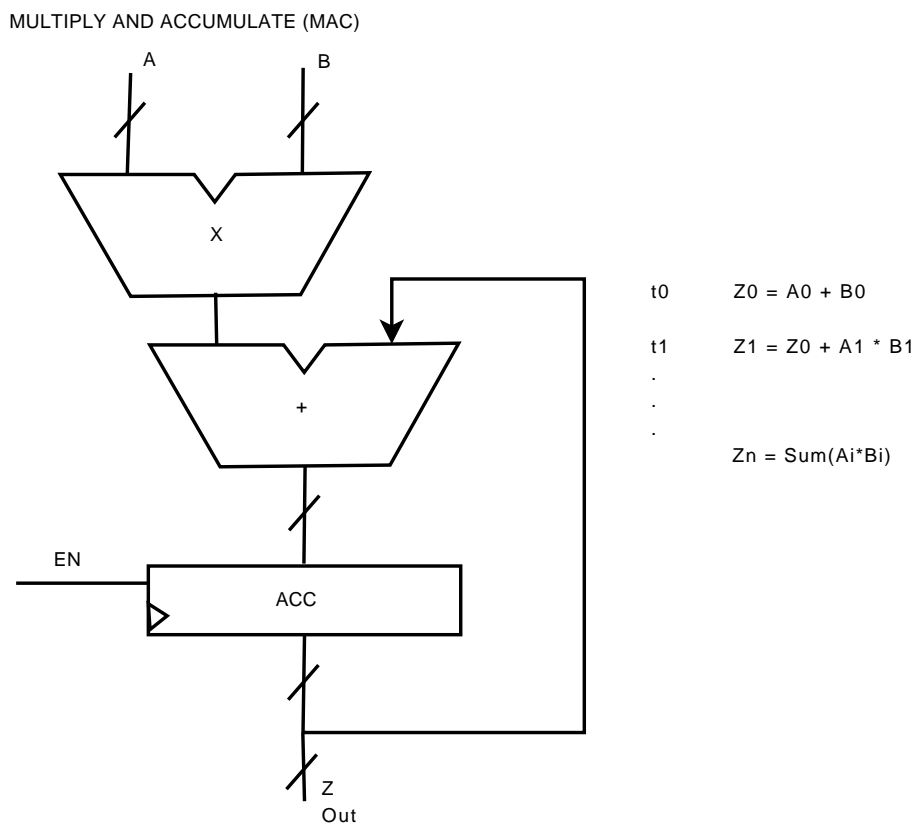 MULTIPLY AND ACCUMULATE (MAC)
A
B
X
t0 Z0 = A0 + B0
t1 Z1 = Z0 + A1 * B1
.
.
.
+
Zn = Sum(Ai*Bi)
EN
ACC
Z
Out